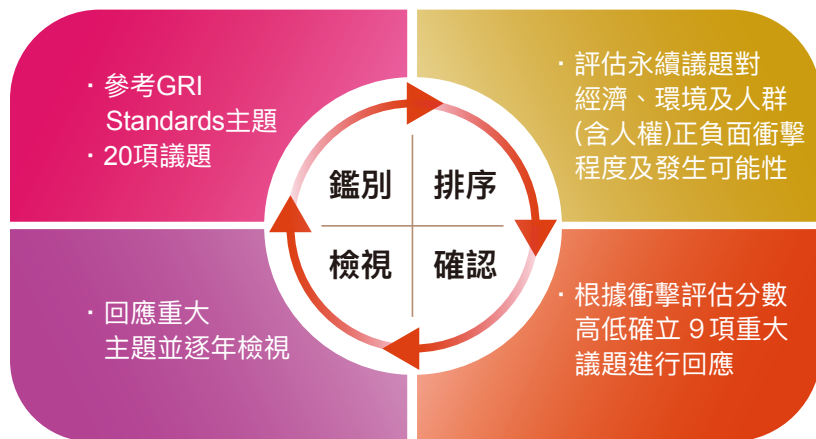 · 參考GRI
Standards主題
· 20項議題
· 評估永續議題對
經濟、環境及人群
(含人權)正負面衝擊
程度及發生可能性
鑑別
排序
檢視
確認
· 回應重大
主題並逐年檢視
· 根據衝擊評估分數
高低確立 9 項重大
議題進行回應